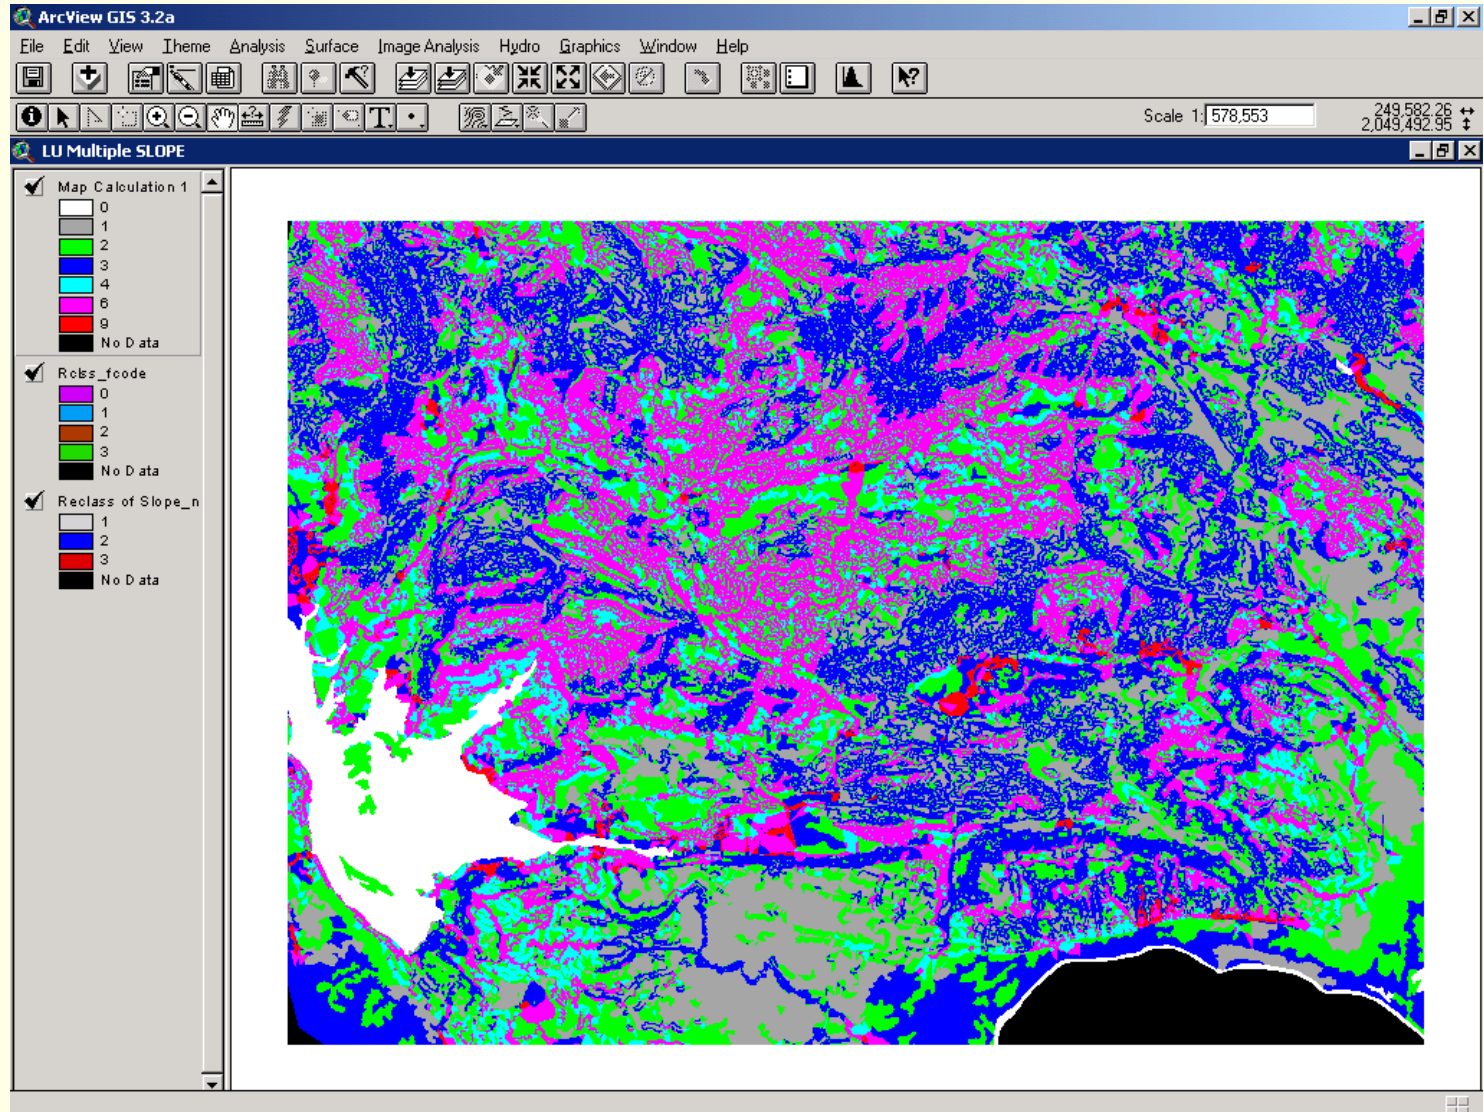 ArcView GIS 3.2a
File Edit View Theme Analysis Surface Image Analysis Hydro Graphics Window Help
Scale 1: 578,553
249,582.26
2,049,492.95
LU Multiple SLOPE
Map Calculation 1
0
1
2
3
4
6
9
No Data
Rclss_fcode
0
1
2
3
No Data
Reclass of Slope_n
1
2
3
No Data